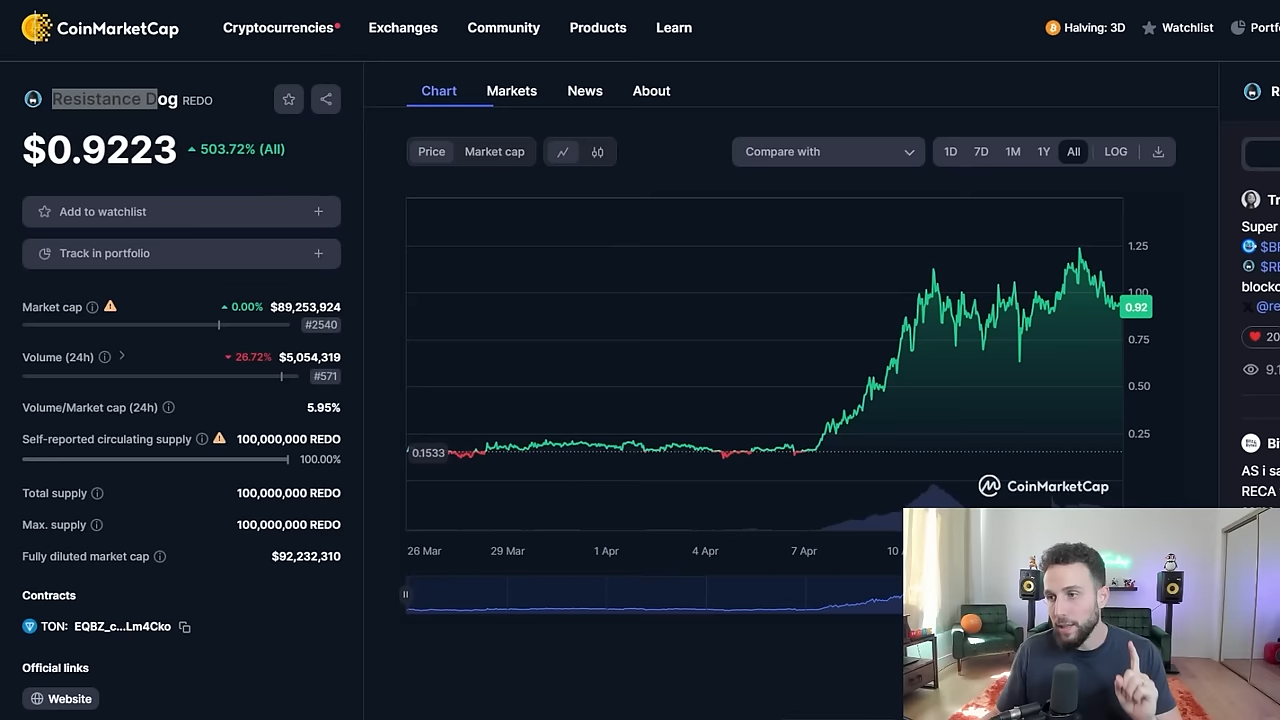 CoinMarketCap
Cryptocurrencies
Exchanges
Community
Products
Learn
Halving: 3D
Watchlist
Portf
Resistance Dog REDO
$0.9223
503.72% (All)
Add to watchlist
+
Track in portfolio
+
Market cap
0.00% $89,253,924
#2540
Volume (24h)
26.72% $5,054,319
#571
Volume/Market cap (24h)
5.95%
Self-reported circulating supply
100,000,000 REDO
100.00%
Total supply
100,000,000 REDO
Max. supply
100,000,000 REDO
Fully diluted market cap
$92,232,310
Contracts
TON: EQBZ_c...Lm4Cko
Official links
Website
Chart
Markets
News
About
Price
Market cap
Compare with
1D
7D
1M
1Y
All
LOG
1.25
1.00
0.92
0.75
0.50
0.25
0.1533
CoinMarketCap
26 Mar
29 Mar
1 Apr
4 Apr
7 Apr
10
R
Tr
Super
$B
$RE
blocko
@re
20
9.1
Bi
AS i sa
RECA